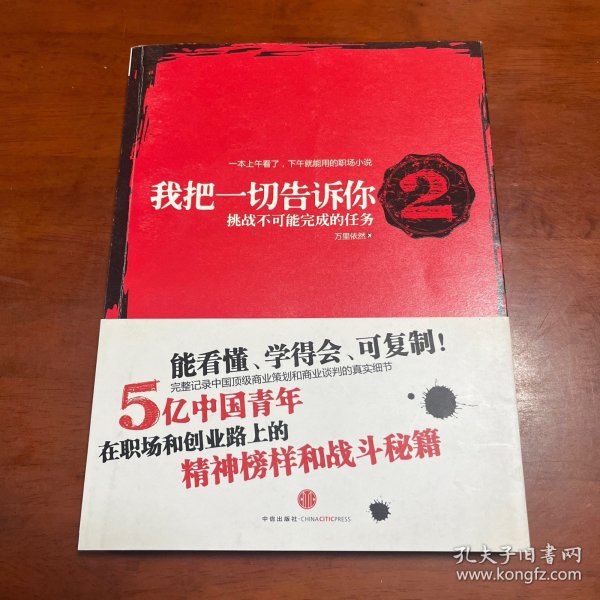 一本上午看了，下午就能用的职场小说
我把一切告诉你 2
挑战不可能完成的任务
万里依然
能看懂、学得会、可复制！
完整记录中国顶级商业策划和商业谈判的真实细节
5亿中国青年
在职场和创业路上的
精神榜样和战斗秘籍
中信出版社·CHINACITICPRESS
孔夫子旧书网
www.kongfz.com